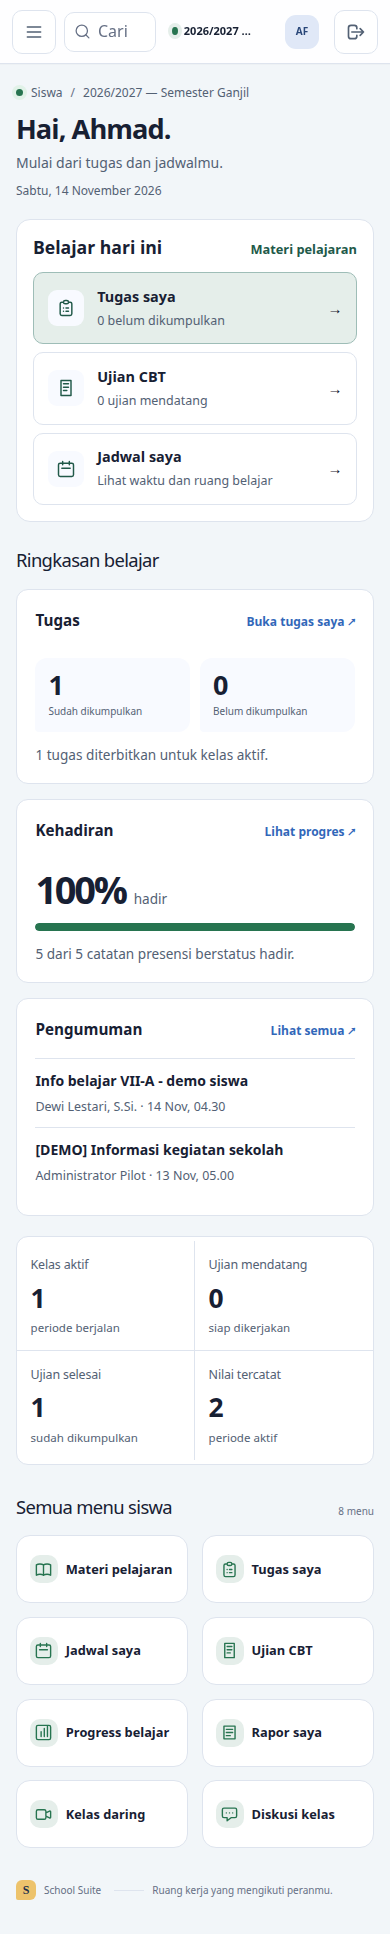 Cari
2026/2027 ...
AF
Siswa / 2026/2027 — Semester Ganjil
Hai, Ahmad.
Mulai dari tugas dan jadwalmu.
Sabtu, 14 November 2026
Belajar hari ini
Materi pelajaran
Tugas saya
0 belum dikumpulkan
→
Ujian CBT
0 ujian mendatang
→
Jadwal saya
Lihat waktu dan ruang belajar
→
Ringkasan belajar
Tugas
Buka tugas saya ↗
1
Sudah dikumpulkan
0
Belum dikumpulkan
1 tugas diterbitkan untuk kelas aktif.
Kehadiran
Lihat progres ↗
100% hadir
5 dari 5 catatan presensi berstatus hadir.
Pengumuman
Lihat semua ↗
Info belajar VII-A - demo siswa
Dewi Lestari, S.Si. · 14 Nov, 04.30
[DEMO] Informasi kegiatan sekolah
Administrator Pilot · 13 Nov, 05.00
Kelas aktif
1
periode berjalan
Ujian mendatang
0
siap dikerjakan
Ujian selesai
1
sudah dikumpulkan
Nilai tercatat
2
periode aktif
Semua menu siswa
8 menu
Materi pelajaran
Tugas saya
Jadwal saya
Ujian CBT
Progress belajar
Rapor saya
Kelas daring
Diskusi kelas
S
School Suite
Ruang kerja yang mengikuti peranmu.